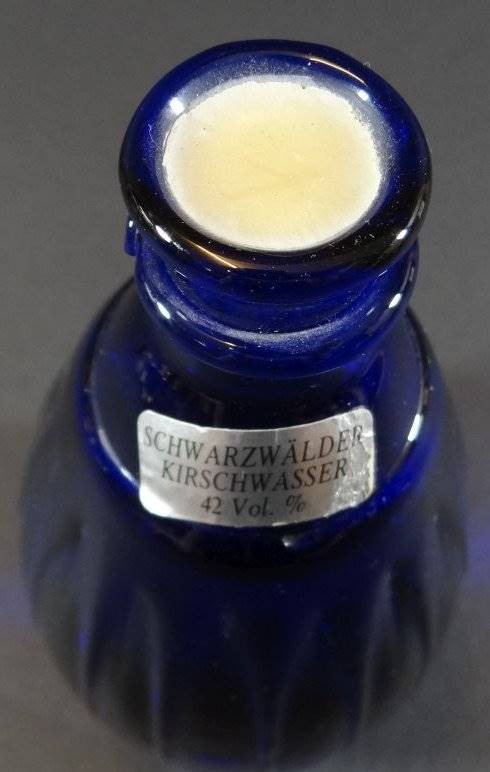 SCHWARZWÄLDER
KIRSCHWASSER
42 Vol. %